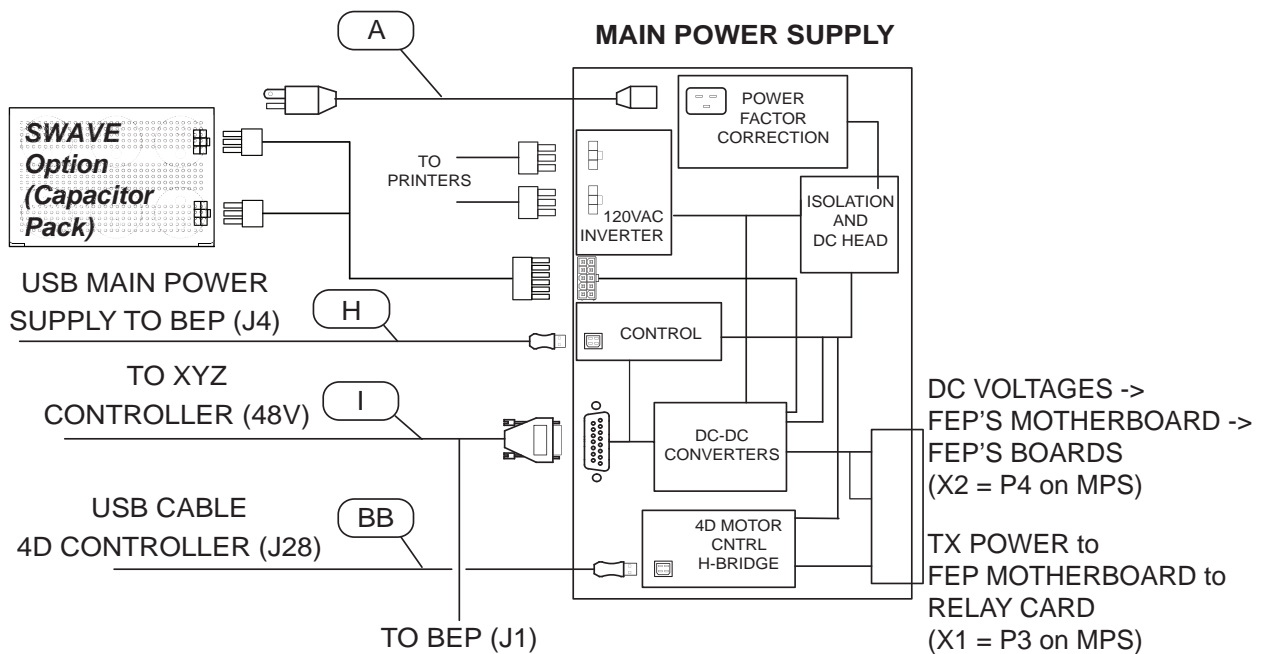 A
MAIN POWER SUPPLY
POWER
FACTOR
CORRECTION
SWAVE
Option
(Capacitor
Pack)
TO
PRINTERS
120VAC
INVERTER
ISOLATION
AND
DC HEAD
USB MAIN POWER
SUPPLY TO BEP (J4)
H
CONTROL
TO XYZ
CONTROLLER (48V)
I
DC-DC
CONVERTERS
DC VOLTAGES ->
FEP'S MOTHERBOARD ->
FEP'S BOARDS
(X2 = P4 on MPS)
USB CABLE
4D CONTROLLER (J28)
BB
4D MOTOR
CNTRL
H-BRIDGE
TX POWER to
FEP MOTHERBOARD to
RELAY CARD
(X1 = P3 on MPS)
TO BEP (J1)